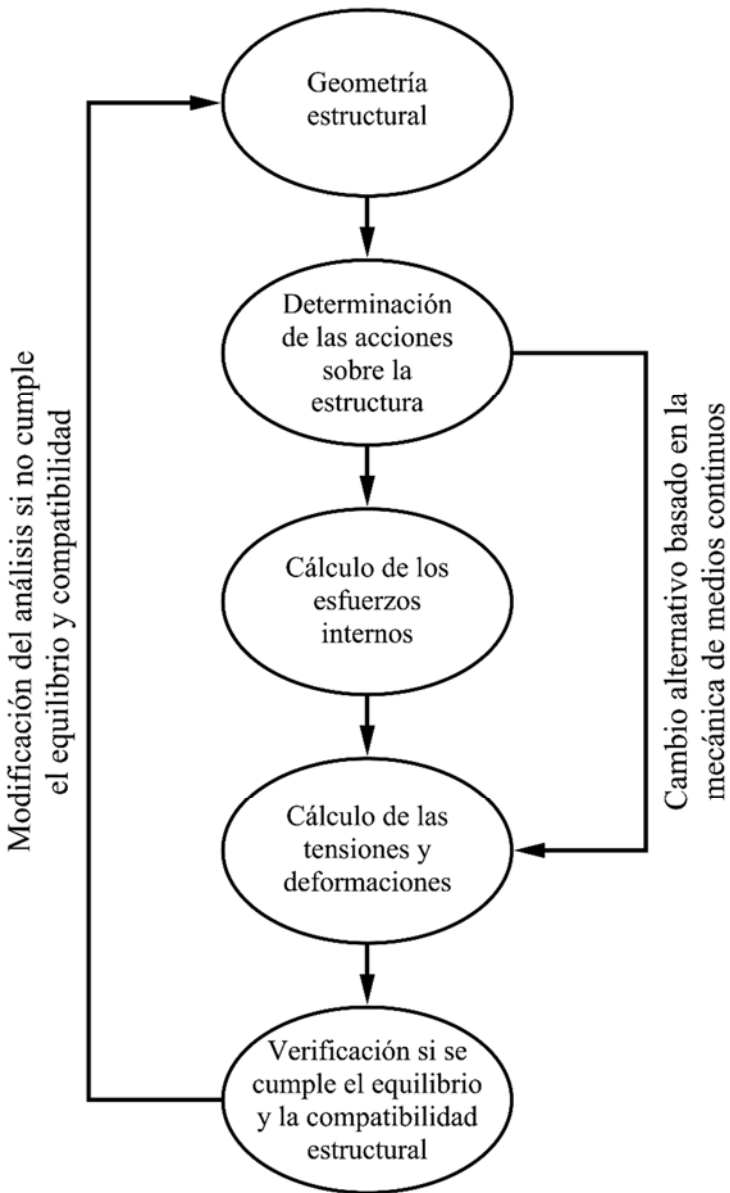 Geometría
estructural
Determinación
de las acciones
sobre la
estructura
Cálculo de los
esfuerzos
internos
Cálculo de las
tensiones y
deformaciones
Verificación si se
cumple el equilibrio
y la compatibilidad
estructural
Modificación del análisis si no cumple
el equilibrio y compatibilidad
Cambio alternativo basado en la
mecánica de medios continuos